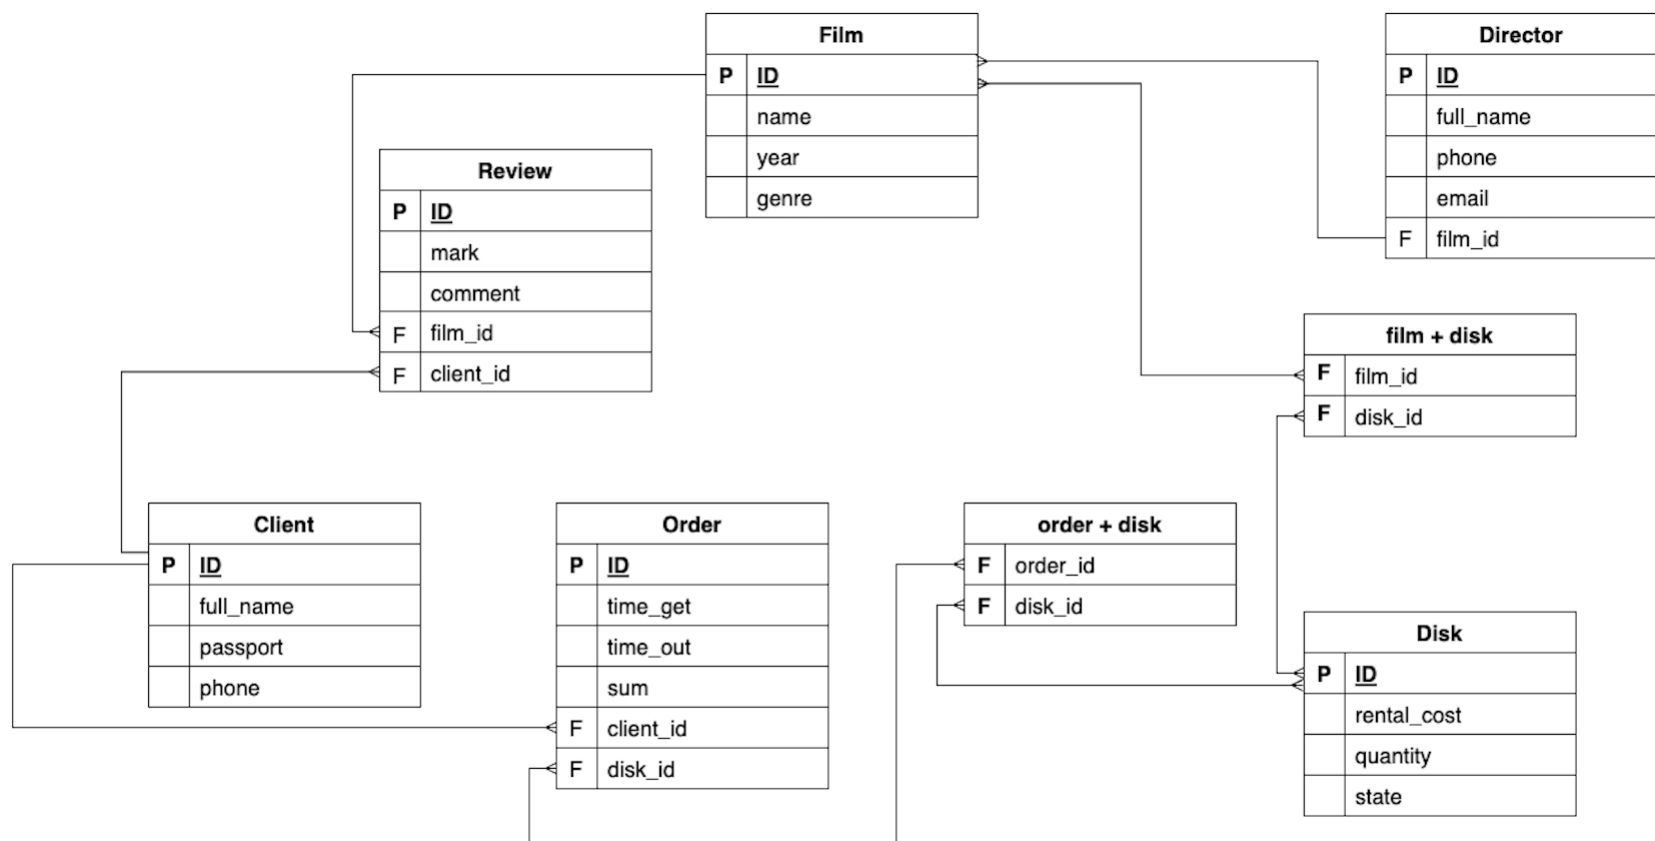 Film
P ID
name
year
genre
Director
P ID
full_name
phone
email
F film_id
Review
P ID
mark
comment
F film_id
F client_id
film + disk
F film_id
F disk_id
Client
P ID
full_name
passport
phone
Order
P ID
time_get
time_out
sum
F client_id
F disk_id
order + disk
F order_id
F disk_id
Disk
P ID
rental_cost
quantity
state